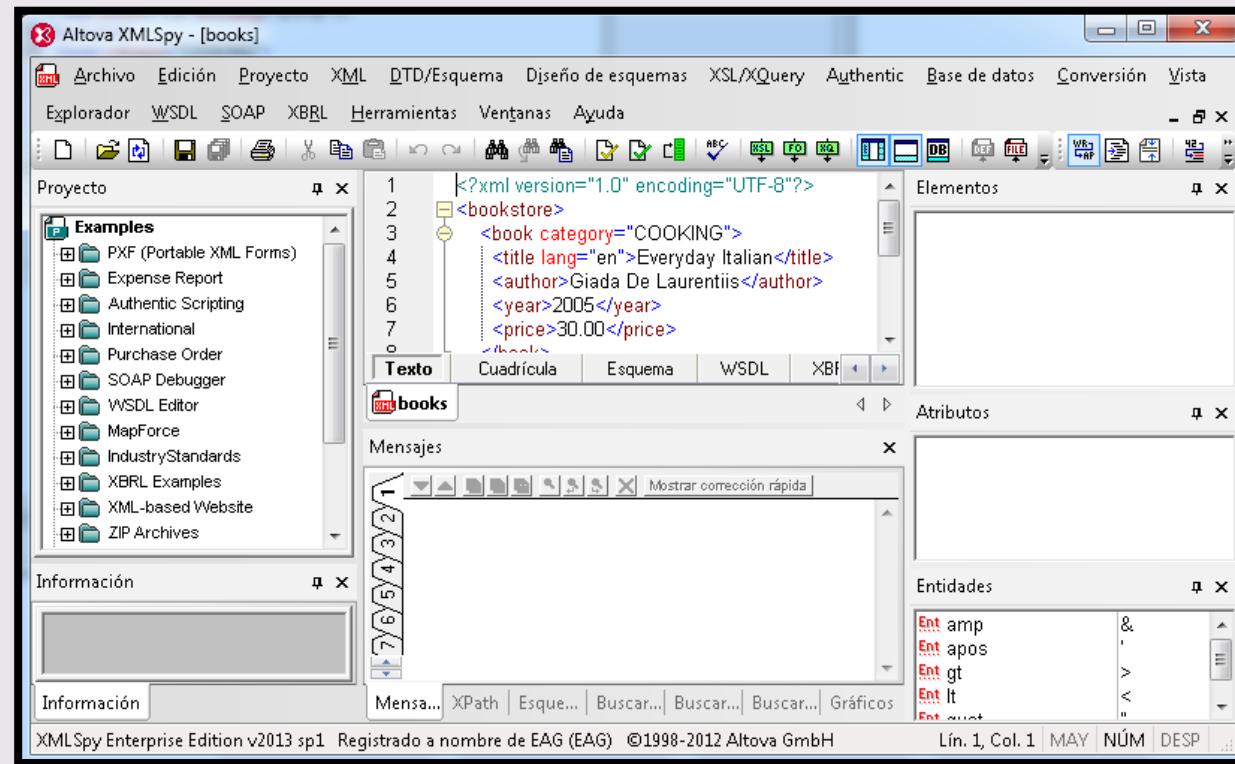 Altova XMLSpy - [books]
Archivo Edición Proyecto XML DTD/Esquema Diseño de esquemas XSL/XQuery Authentic Base de datos Conversión Vista
Explorador WSDL SOAP XBRL Herramientas Ventanas Ayuda
Proyecto
Examples
PXF (Portable XML Forms)
Expense Report
Authentic Scripting
International
Purchase Order
SOAP Debugger
WSDL Editor
MapForce
IndustryStandards
XBRL Examples
XML-based Website
ZIP Archives
Información
Información
1 <?xml version="1.0" encoding="UTF-8"?>
2 <bookstore>
3 <book category="COOKING">
4 <title lang="en">Everyday Italian</title>
5 <author>Giada De Laurentiis</author>
6 <year>2005</year>
7 <price>30.00</price>
8 </book>
Texto Cuadrícula Esquema WSDL
books
Mensajes
Mostrar corrección rápida
1
2
3
4
5
6
7
Mensa... XPath Esque... Buscar... Buscar... Buscar... Gráficos
Elementos
Atributos
Entidades
Ent amp &
Ent apos '
Ent gt >
Ent lt <
Ent quot "
XMLSpy Enterprise Edition v2013 sp1 Registrado a nombre de EAG (EAG) ©1998-2012 Altova GmbH Lín. 1, Col. 1 MAY NÚM DESP